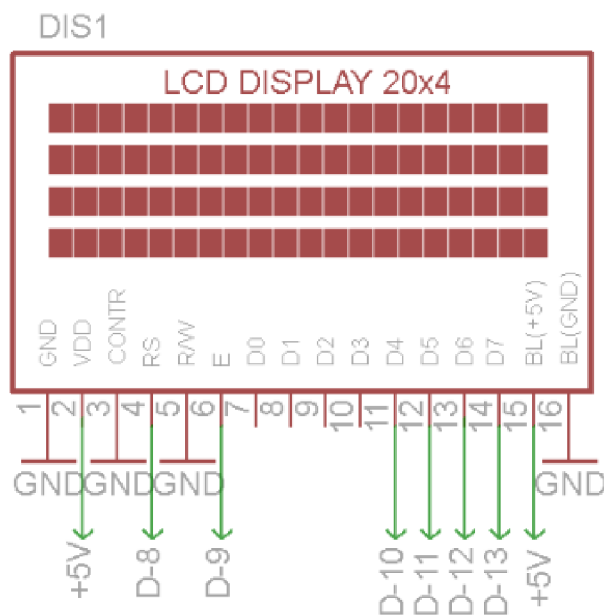 DIS1
LCD DISPLAY 20x4
GND VDD CONTR RS R/W E D0 D1 D2 D3 D4 D5 D6 D7 BL(+5V) BL(GND)
1 2 3 4 5 6 7 8 9 10 11 12 13 14 15 16
GND GND GND GND
+5V D-8 D-9 D-10 D-11 D-12 D-13 +5V